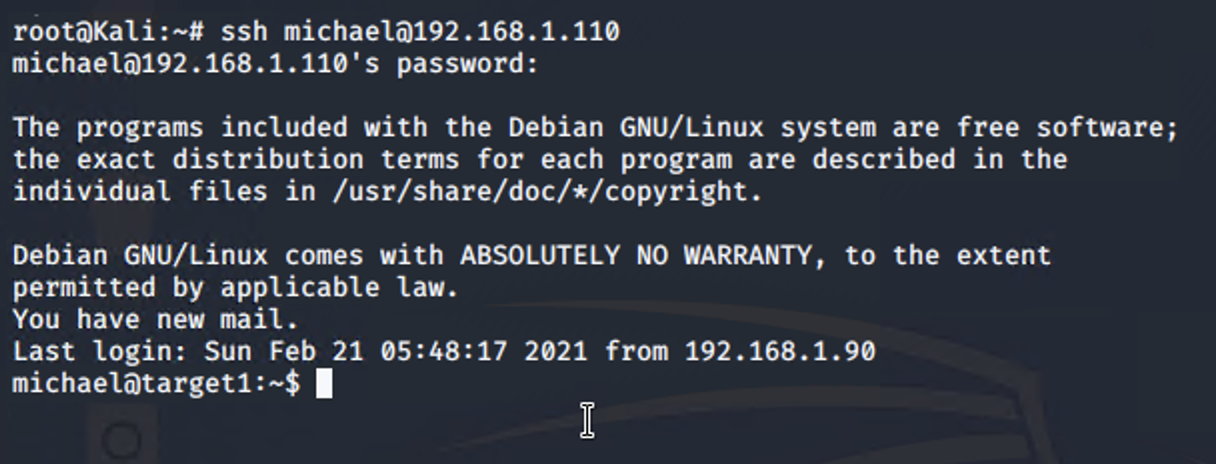 root@Kali:~# ssh michael@192.168.1.110
michael@192.168.1.110's password:
The programs included with the Debian GNU/Linux system are free software;
the exact distribution terms for each program are described in the
individual files in /usr/share/doc/*/copyright.
Debian GNU/Linux comes with ABSOLUTELY NO WARRANTY, to the extent
permitted by applicable law.
You have new mail.
Last login: Sun Feb 21 05:48:17 2021 from 192.168.1.90
michael@target1:~$